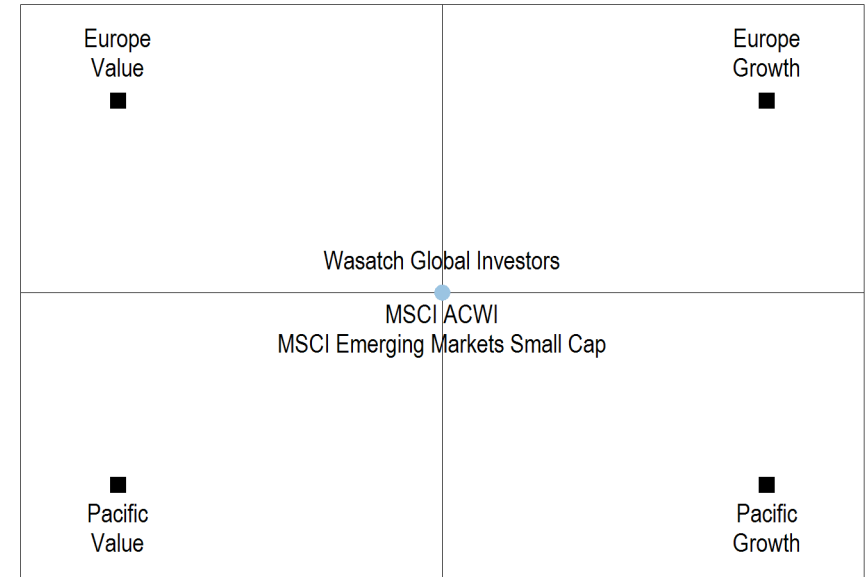 Europe
Value
Europe
Growth
Wasatch Global Investors
MSCI ACWI
MSCI Emerging Markets Small Cap
Pacific
Value
Pacific
Growth